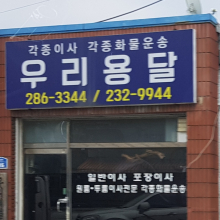 각종이사 각종화물운송
우리용달
286-3344 / 232-9944
일반이사 포장이사
원룸·투룸이사전문 각종화물운송